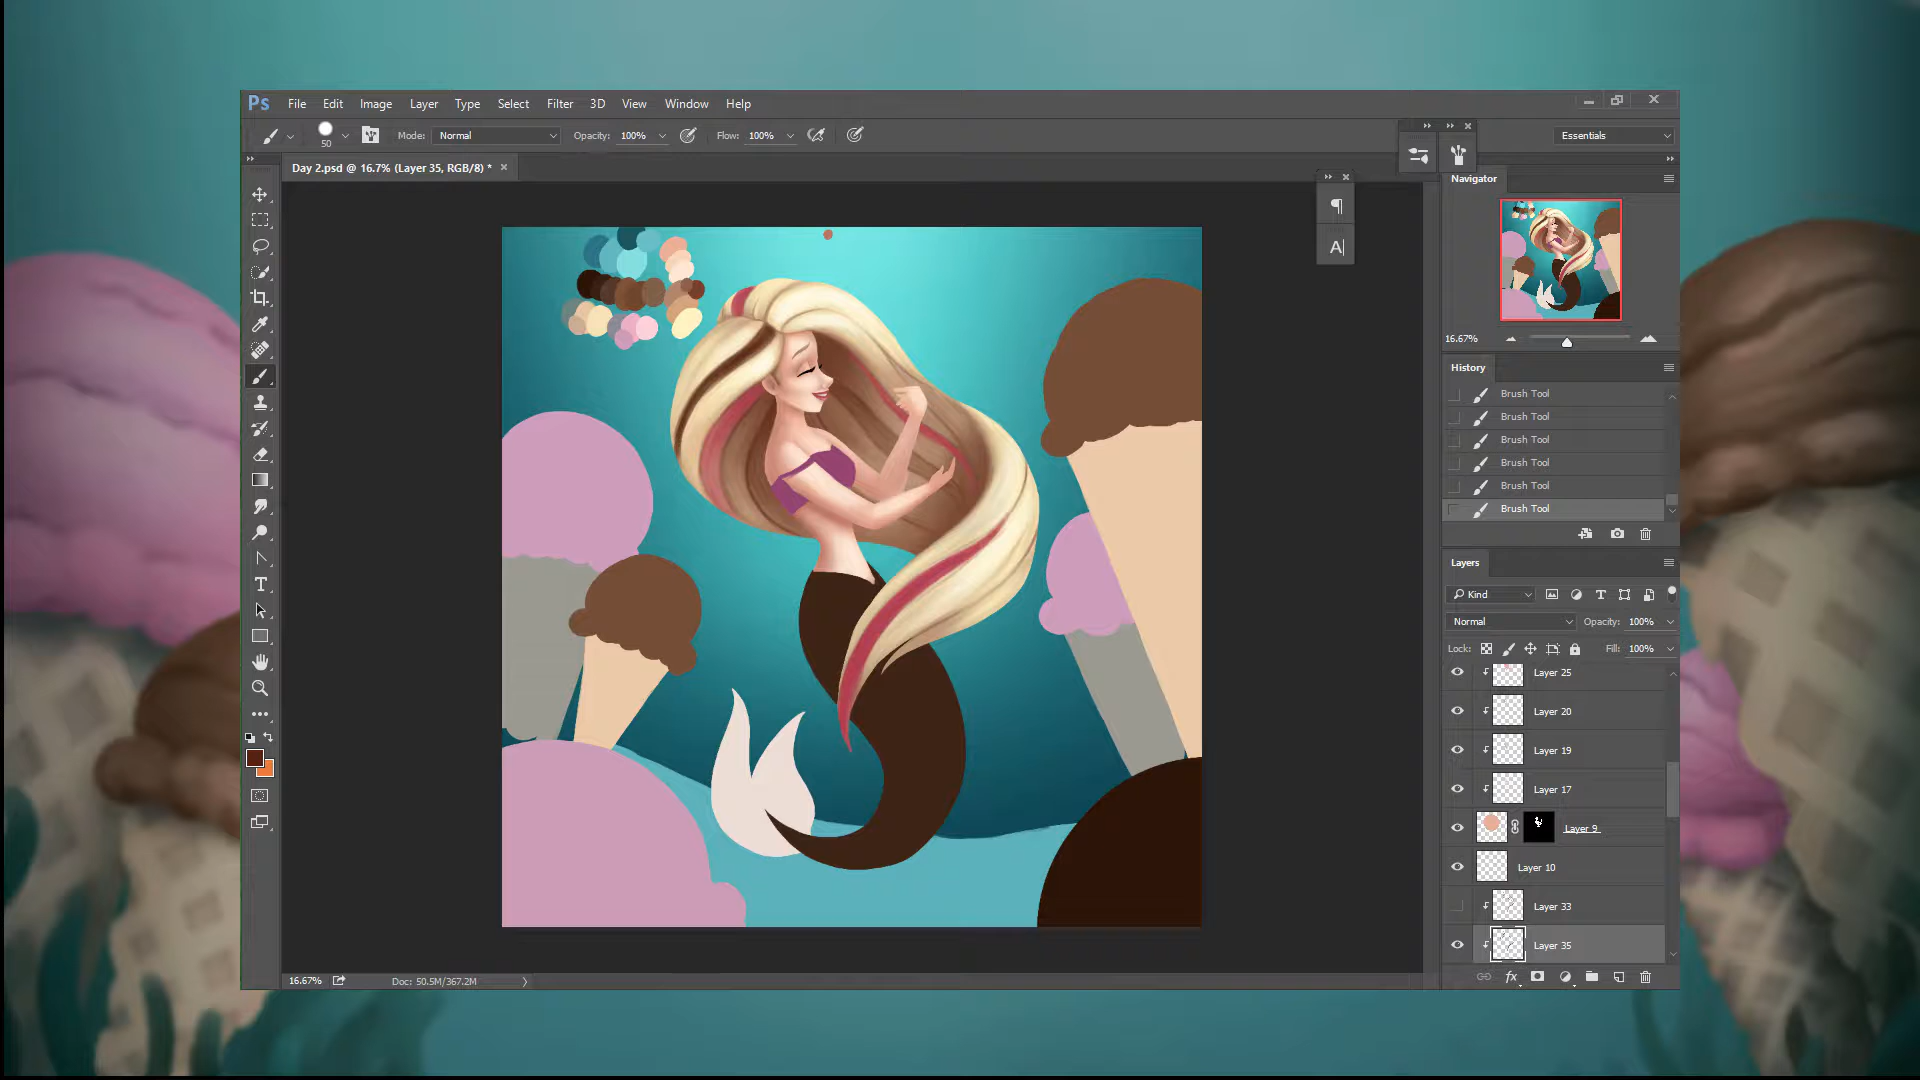 Ps File Edit Image Layer Type Select Filter 3D View Window Help
50 Mode: Normal Opacity: 100% Flow: 100% Essentials
Day 2.psd @ 16.7% (Layer 35, RGB/8) *
Navigator
16.67%
History
Brush Tool
Brush Tool
Brush Tool
Brush Tool
Brush Tool
Brush Tool
Layers
Kind
Normal Opacity: 100%
Lock: Fill: 100%
Layer 25
Layer 20
Layer 19
Layer 17
Layer 9
Layer 10
Layer 33
Layer 35
fx
16.67% Doc: 50.5M/367.2M